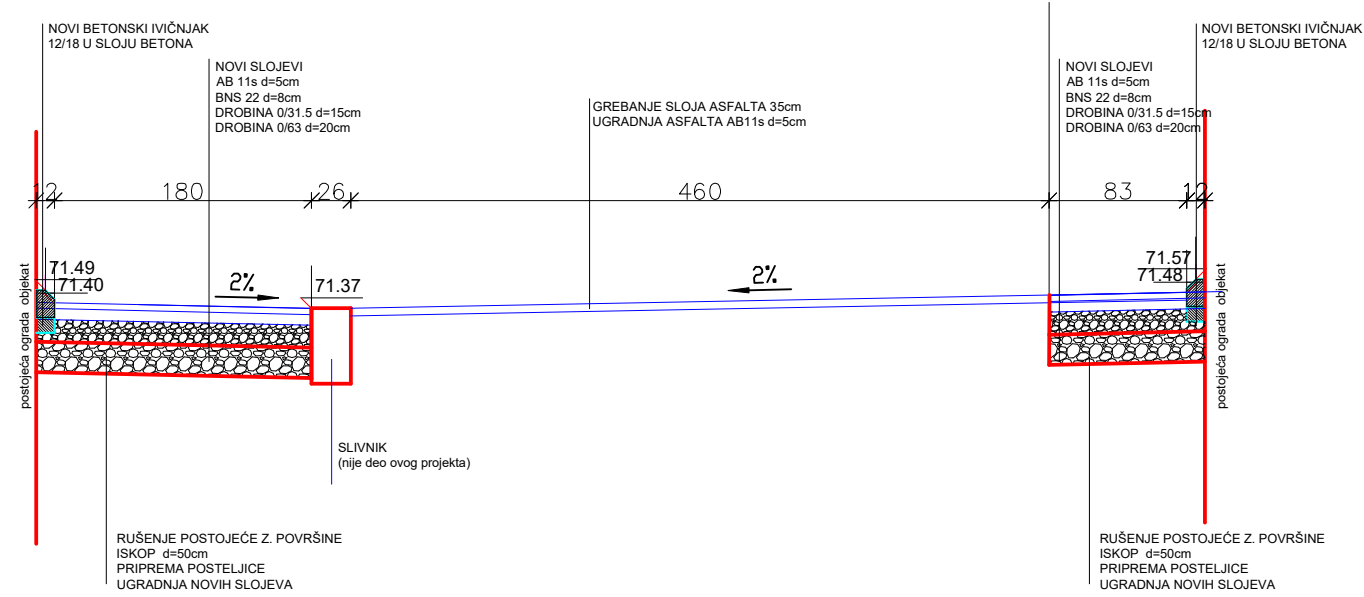 NOVI BETONSKI IVIČNJAK
12/18 U SLOJU BETONA
NOVI SLOJEVI
AB 11s d=5cm
BNS 22 d=8cm
DROBINA 0/31.5 d=15cm
DROBINA 0/63 d=20cm
GREBANJE SLOJA ASFALTA 35cm
UGRADNJA ASFALTA AB11s d=5cm
NOVI SLOJEVI
AB 11s d=5cm
BNS 22 d=8cm
DROBINA 0/31.5 d=15cm
DROBINA 0/63 d=20cm
NOVI BETONSKI IVIČNJAK
12/18 U SLOJU BETONA
12 180 26 460 83 12
71.49
71.40
2%
71.37
2%
71.57
71.48
postojeća ograda objekat
postojeća ograda objekat
SLIVNIK
(nije deo ovog projekta)
RUŠENJE POSTOJEĆE Z. POVRŠINE
ISKOP d=50cm
PRIPREMA POSTELJICE
UGRADNJA NOVIH SLOJEVA
RUŠENJE POSTOJEĆE Z. POVRŠINE
ISKOP d=50cm
PRIPREMA POSTELJICE
UGRADNJA NOVIH SLOJEVA